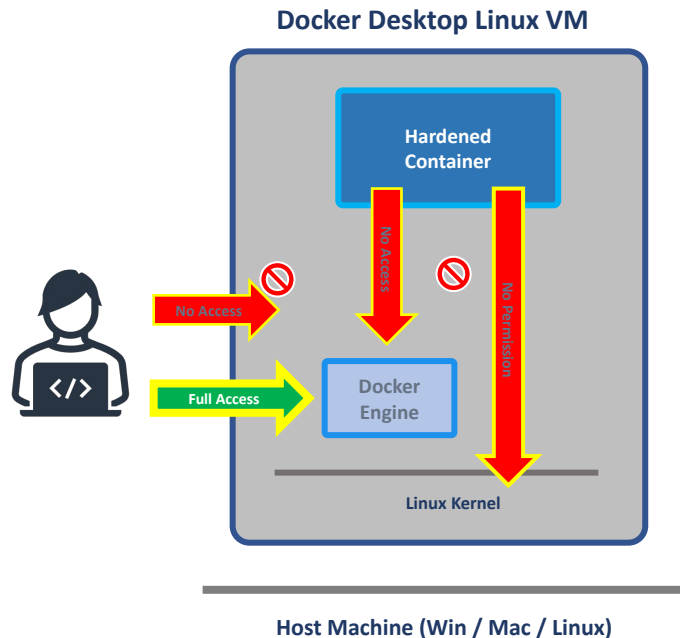 Docker Desktop Linux VM
Hardened
Container
No Access
No Permission
No Access
</>
Full Access
Docker
Engine
Linux Kernel
Host Machine (Win / Mac / Linux)